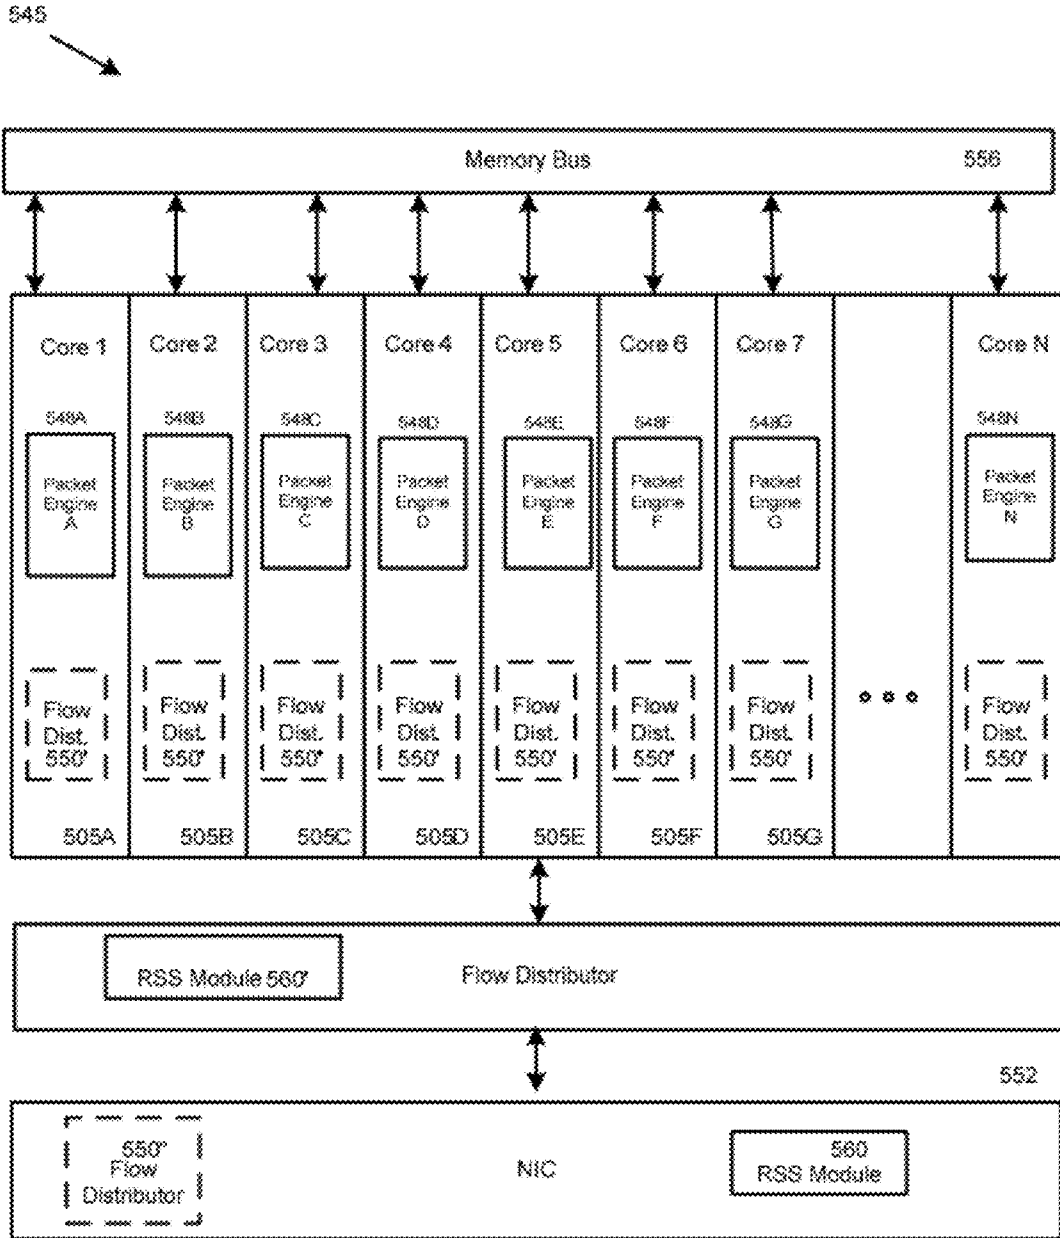 545
Memory Bus 556
Core 1 Core 2 Core 3 Core 4 Core 5 Core 6 Core 7 Core N
548A 548B 548C 548D 548E 548F 548G 548N
Packet Engine A
Packet Engine B
Packet Engine C
Packet Engine D
Packet Engine E
Packet Engine F
Packet Engine G
Packet Engine N
Flow Dist. 550'
Flow Dist. 550'
Flow Dist. 550'
Flow Dist. 550'
Flow Dist. 550'
Flow Dist. 550'
Flow Dist. 550'
Flow Dist. 550'
505A 505B 505C 505D 505E 505F 505G
RSS Module 560' Flow Distributor
552
550"
Flow
Distributor
NIC
560
RSS Module